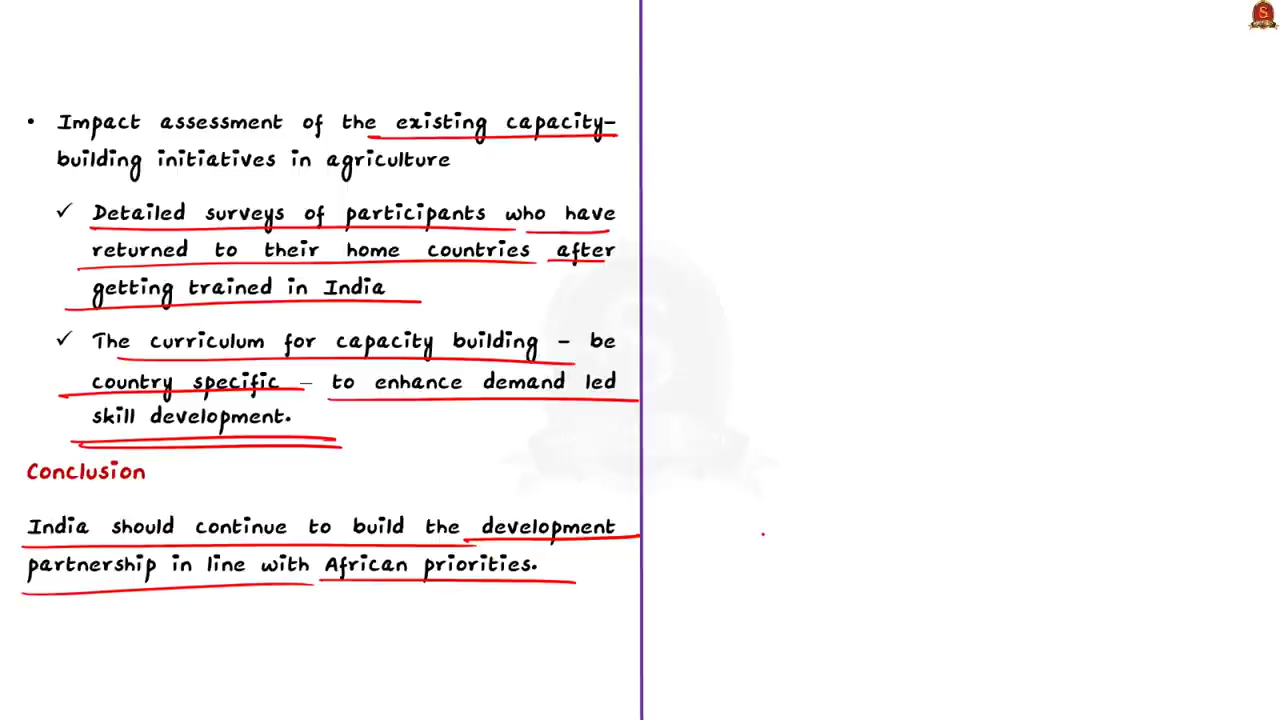 • Impact assessment of the existing capacity-
building initiatives in agriculture
✓ Detailed surveys of participants who have
returned to their home countries after
getting trained in India
✓ The curriculum for capacity building - be
country specific – to enhance demand led
skill development.
Conclusion
India should continue to build the development
partnership in line with African priorities.